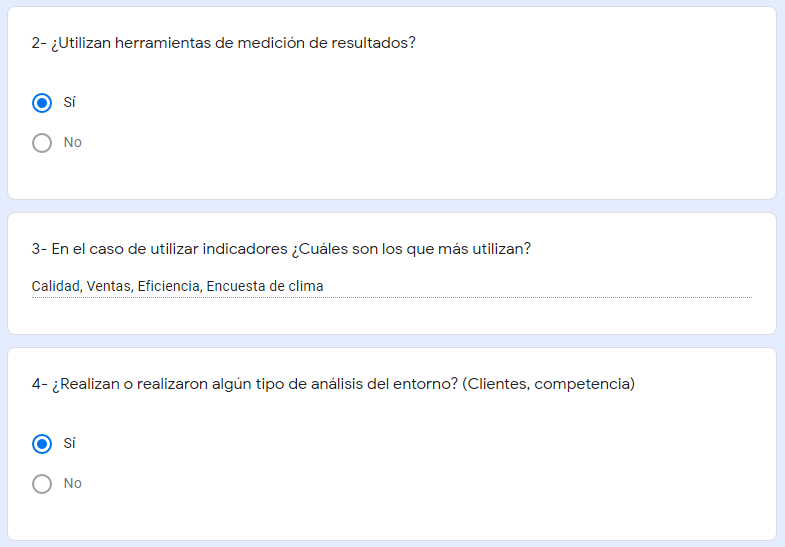 2- ¿Utilizan herramientas de medición de resultados?
Sí
No
3- En el caso de utilizar indicadores ¿Cuáles son los que más utilizan?
Calidad, Ventas, Eficiencia, Encuesta de clima
4- ¿Realizan o realizaron algún tipo de análisis del entorno? (Clientes, competencia)
Sí
No